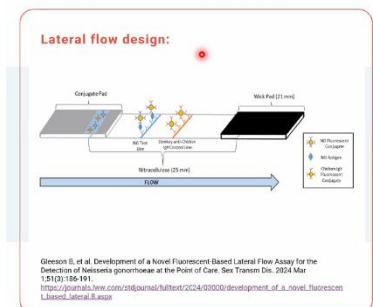 Lateral flow design:
Conjugate Pad
Wick Pad (21 mm)
NG Test
Line
Donkey anti-Chicken
IgY Control Line
Nitrocellulose (25 mm)
NG Fluorescent
Conjugate
NG Antigen
Chicken IgY
Fluorescent
Conjugate
FLOW
Gleeson B, et al. Development of a Novel Fluorescent-Based Lateral Flow Assay for the
Detection of Neisseria gonorrhoeae at the Point of Care. Sex Transm Dis. 2024 Mar
1;51(3):186-191.
https://journals.lww.com/stdjournal/fulltext/2024/03000/development_of_a_novel_fluorescen
t_based_lateral.8.aspx